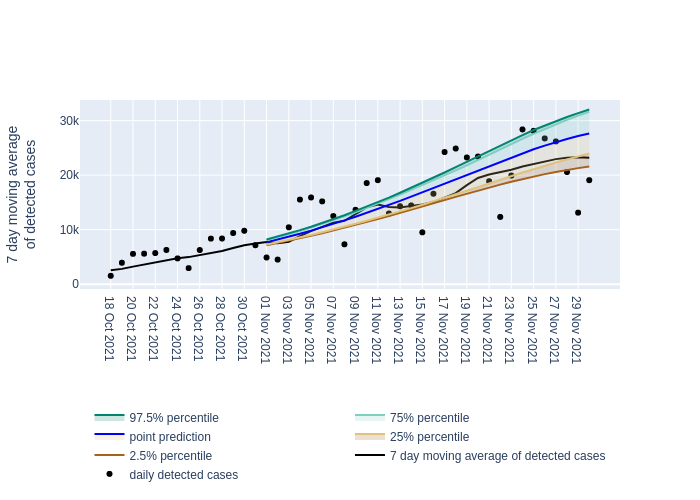 7 day moving average
of detected cases
30k
20k
10k
0
18 Oct 2021
20 Oct 2021
22 Oct 2021
24 Oct 2021
26 Oct 2021
28 Oct 2021
30 Oct 2021
01 Nov 2021
03 Nov 2021
05 Nov 2021
07 Nov 2021
09 Nov 2021
11 Nov 2021
13 Nov 2021
15 Nov 2021
17 Nov 2021
19 Nov 2021
21 Nov 2021
23 Nov 2021
25 Nov 2021
27 Nov 2021
29 Nov 2021
97.5% percentile
75% percentile
point prediction
25% percentile
2.5% percentile
7 day moving average of detected cases
daily detected cases